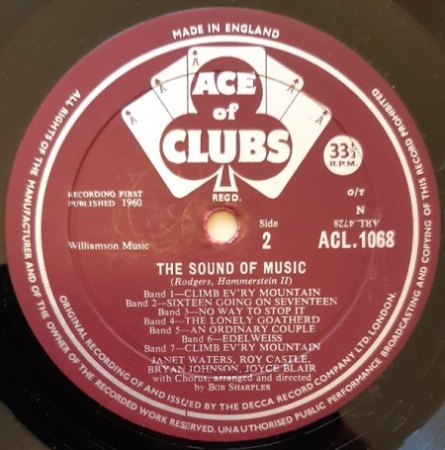 MADE IN ENGLAND
ACE
of
CLUBS
REGD.
33⅓
R.P.M.
RECORDING FIRST
PUBLISHED 1960
O/T
N
ARL.4728
Williamson Music
Side
2
ACL.1068
THE SOUND OF MUSIC
(Rodgers, Hammerstein II)
Band 1—CLIMB EV'RY MOUNTAIN
Band 2—SIXTEEN GOING ON SEVENTEEN
Band 3—NO WAY TO STOP IT
Band 4—THE LONELY GOATHERD
Band 5—AN ORDINARY COUPLE
Band 6—EDELWEISS
Band 7—CLIMB EV'RY MOUNTAIN
JANET WATERS, ROY CASTLE,
BRYAN JOHNSON, JOYCE BLAIR
with Chorus, arranged and directed
by BOB SHARPLES
ALL RIGHTS OF THE MANUFACTURER AND OF THE OWNER OF THE RECORDED WORK RESERVED. UNAUTHORISED PUBLIC PERFORMANCE BROADCASTING AND COPYING OF THIS RECORD PROHIBITED
ORIGINAL RECORDING OF AND ISSUED BY THE DECCA RECORD COMPANY LTD. LONDON.